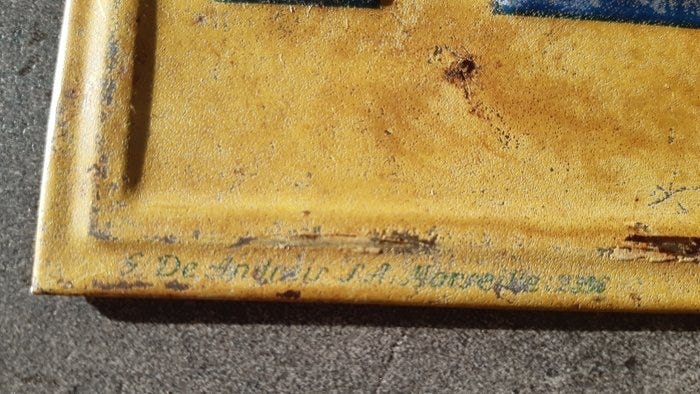 G. De Andreis S.A. Marseille